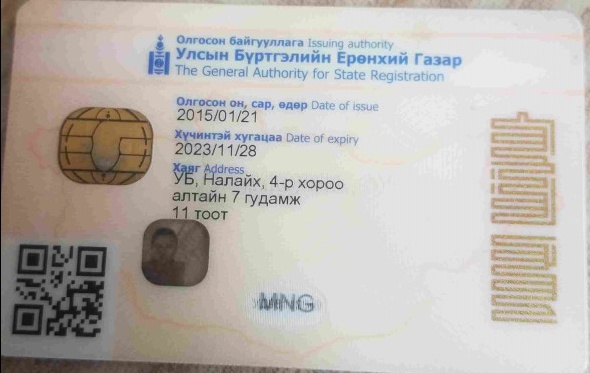 Олгосон байгууллага Issuing authority
Улсын Бүртгэлийн Ерөнхий Газар
The General Authority for State Registration
Олгосон он, сар, өдөр Date of issue
2015/01/21
Хүчинтэй хугацаа Date of expiry
2023/11/28
Хаяг Address
УБ, Налайх, 4-р хороо
алтайн 7 гудамж
11 тоот
MNG